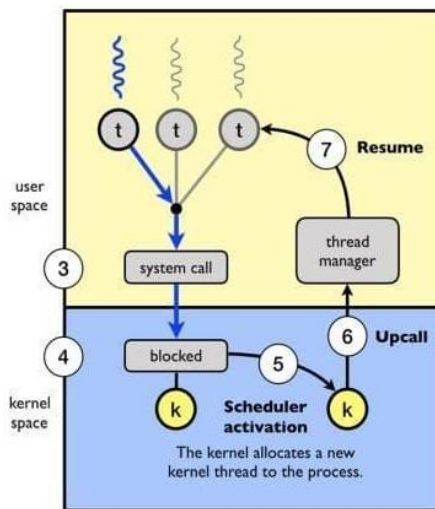 t
t
t
7
Resume
user
space
thread
manager
3
system call
6
Upcall
4
blocked
5
kernel
space
k
Scheduler
activation
k
The kernel allocates a new
kernel thread to the process.